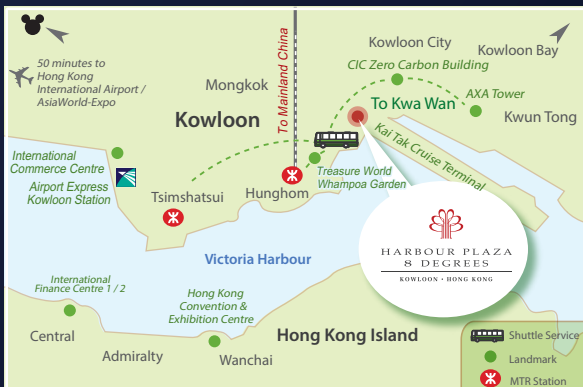 50 minutes to
Hong Kong
International Airport /
AsiaWorld-Expo
Mongkok
Kowloon
To Mainland China
Kowloon City
Kowloon Bay
CIC Zero Carbon Building
AXA Tower
To Kwa Wan
Kwun Tong
Kai Tak Cruise Terminal
International
Commerce Centre
Airport Express
Kowloon Station
Tsimshatsui
Hunghom
Treasure World
Whampoa Garden
HARBOUR PLAZA
8 DEGREES
KOWLOON • HONG KONG
Victoria Harbour
International
Finance Centre 1 / 2
Hong Kong
Convention &
Exhibition Centre
Central
Admiralty
Wanchai
Hong Kong Island
Shuttle Service
Landmark
MTR Station